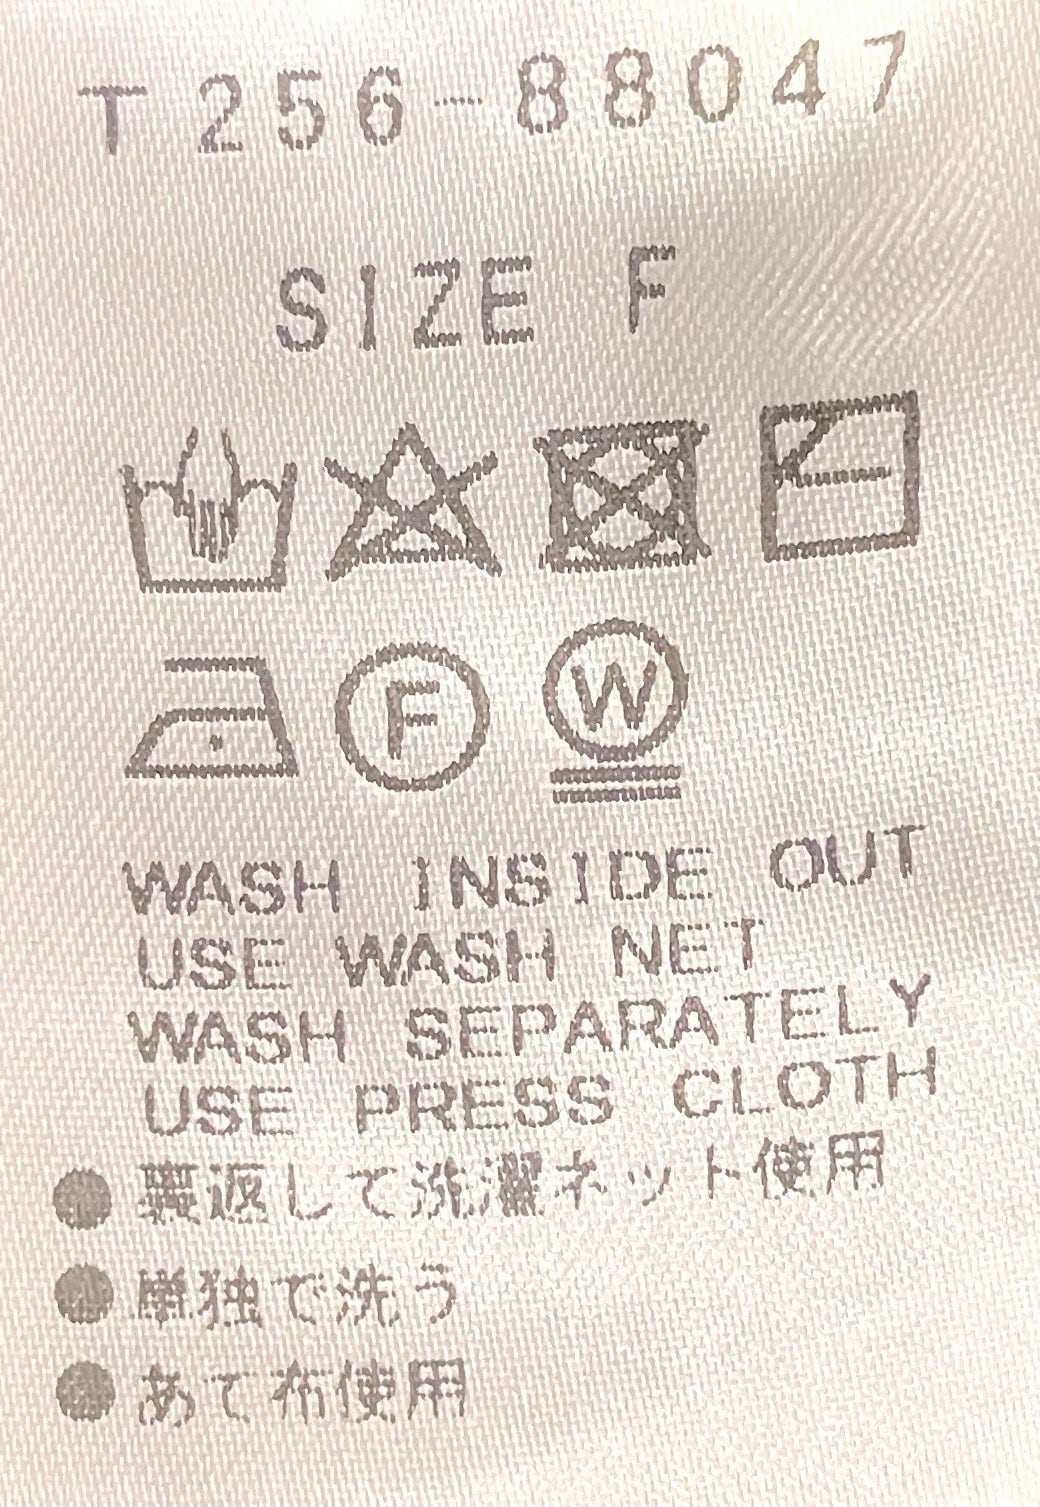 T256-88047
SIZE F
F W
WASH INSIDE OUT
USE WASH NET
WASH SEPARATELY
USE PRESS CLOTH
●裏返して洗濯ネット使用
●単独で洗う
●あて布使用